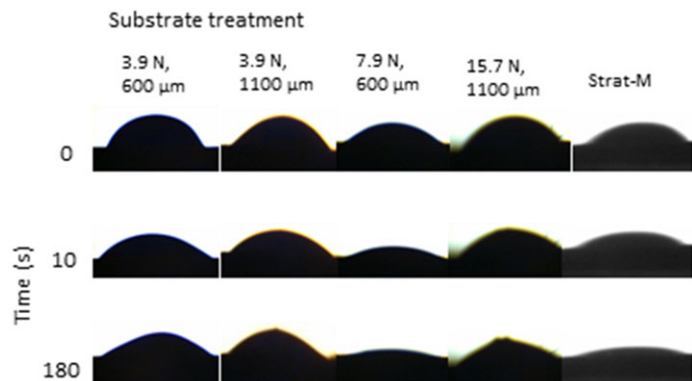 Substrate treatment
3.9 N,
600 µm
3.9 N,
1100 µm
7.9 N,
600 µm
15.7 N,
1100 µm
Strat-M
0
10
180
Time (s)